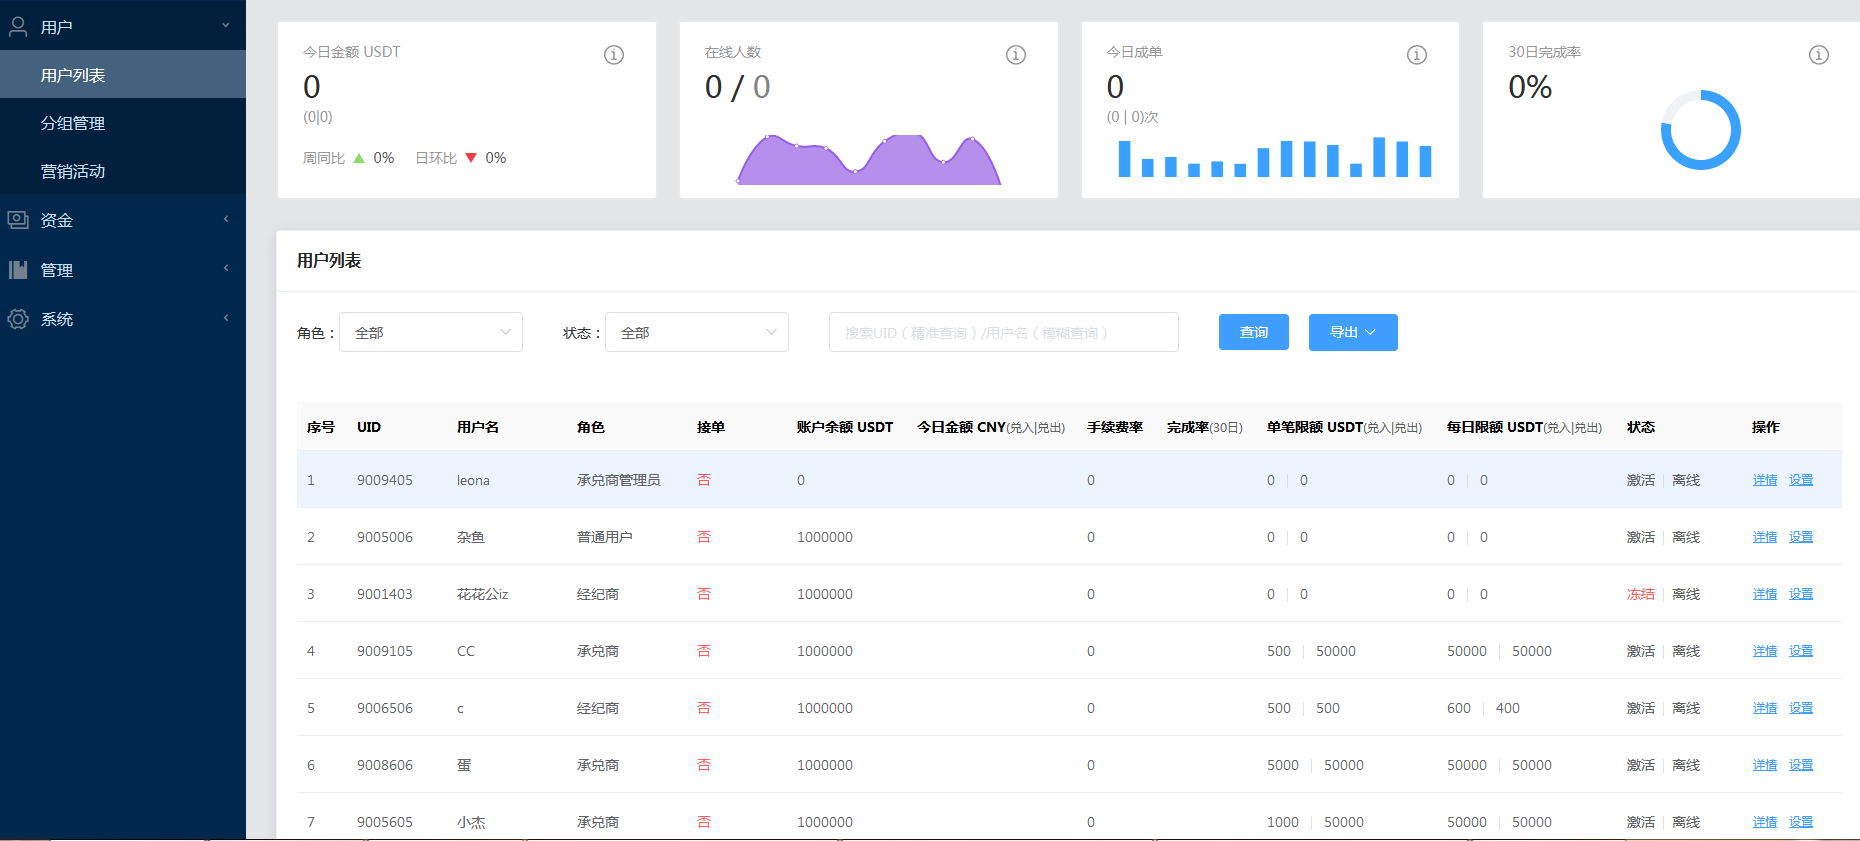 用户
用户列表
分组管理
营销活动
资金
管理
系统
今日金额 USDT
0
(0|0)
周同比 0% 日环比 0%
在线人数
0 / 0
今日成单
0
(0 | 0)次
30日完成率
0%
用户列表
角色： 全部 状态： 全部 搜索UID（精准查询）/用户名（模糊查询） 查询 导出
序号 UID 用户名 角色 接单 账户余额 USDT 今日金额 CNY(兑入|兑出) 手续费率 完成率(30日) 单笔限额 USDT(兑入|兑出) 每日限额 USDT(兑入|兑出) 状态 操作
1 9009405 leona 承兑商管理员 否 0 0 0 | 0 0 | 0 激活 | 离线 详情 设置
2 9005006 杂鱼 普通用户 否 1000000 0 0 | 0 0 | 0 激活 | 离线 详情 设置
3 9001403 花花公iz 经纪商 否 1000000 0 0 | 0 0 | 0 冻结 | 离线 详情 设置
4 9009105 CC 承兑商 否 1000000 0 500 | 50000 50000 | 50000 激活 | 离线 详情 设置
5 9006506 c 经纪商 否 1000000 0 500 | 500 600 | 400 激活 | 离线 详情 设置
6 9008606 蛋 承兑商 否 1000000 0 5000 | 50000 50000 | 50000 激活 | 离线 详情 设置
7 9005605 小杰 承兑商 否 1000000 0 1000 | 50000 50000 | 50000 激活 | 离线 详情 设置